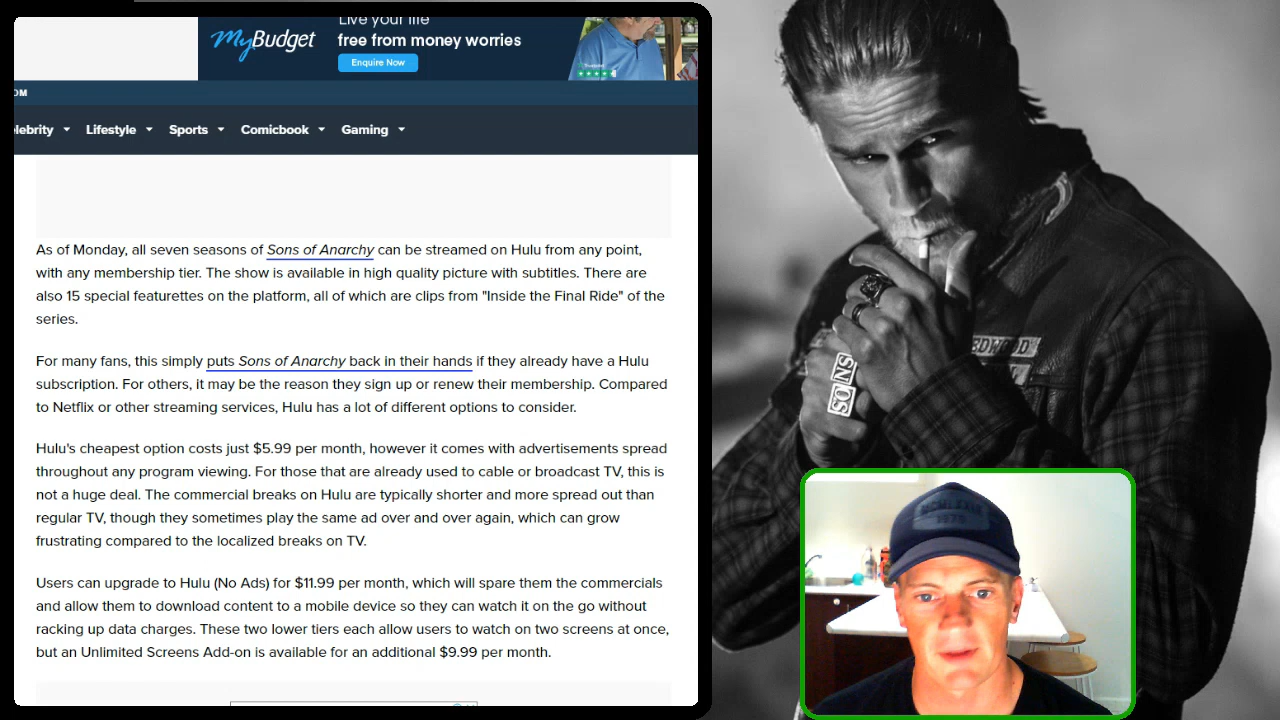 Live your life
free from money worries
MyBudget
Enquire Now
Trustpilot
OM
elebrity
Lifestyle
Sports
Comicbook
Gaming
As of Monday, all seven seasons of Sons of Anarchy can be streamed on Hulu from any point,
with any membership tier. The show is available in high quality picture with subtitles. There are
also 15 special featurettes on the platform, all of which are clips from "Inside the Final Ride" of the
series.
For many fans, this simply puts Sons of Anarchy back in their hands if they already have a Hulu
subscription. For others, it may be the reason they sign up or renew their membership. Compared
to Netflix or other streaming services, Hulu has a lot of different options to consider.
Hulu's cheapest option costs just $5.99 per month, however it comes with advertisements spread
throughout any program viewing. For those that are already used to cable or broadcast TV, this is
not a huge deal. The commercial breaks on Hulu are typically shorter and more spread out than
regular TV, though they sometimes play the same ad over and over again, which can grow
frustrating compared to the localized breaks on TV.
Users can upgrade to Hulu (No Ads) for $11.99 per month, which will spare them the commercials
and allow them to download content to a mobile device so they can watch it on the go without
racking up data charges. These two lower tiers each allow users to watch on two screens at once,
but an Unlimited Screens Add-on is available for an additional $9.99 per month.
SONS